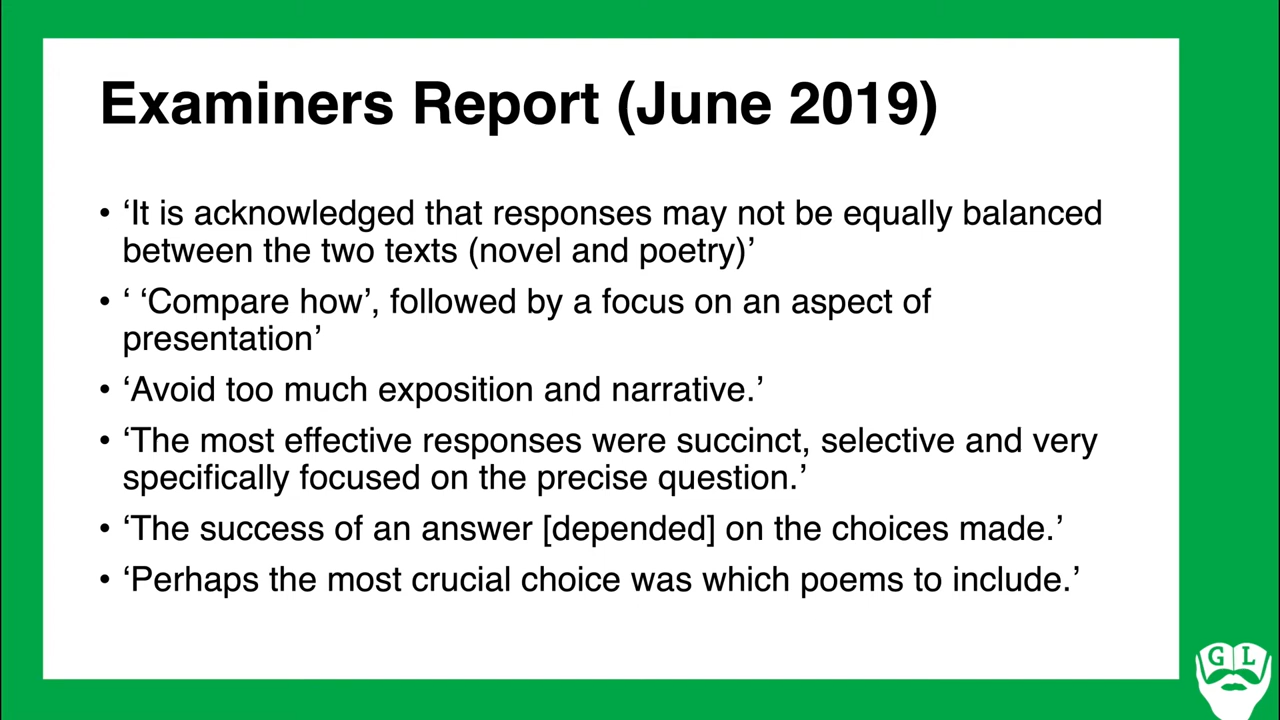 Examiners Report (June 2019)
• ‘It is acknowledged that responses may not be equally balanced
between the two texts (novel and poetry)’
• ‘ ‘Compare how’, followed by a focus on an aspect of
presentation’
• ‘Avoid too much exposition and narrative.’
• ‘The most effective responses were succinct, selective and very
specifically focused on the precise question.’
• ‘The success of an answer [depended] on the choices made.’
• ‘Perhaps the most crucial choice was which poems to include.’
G L